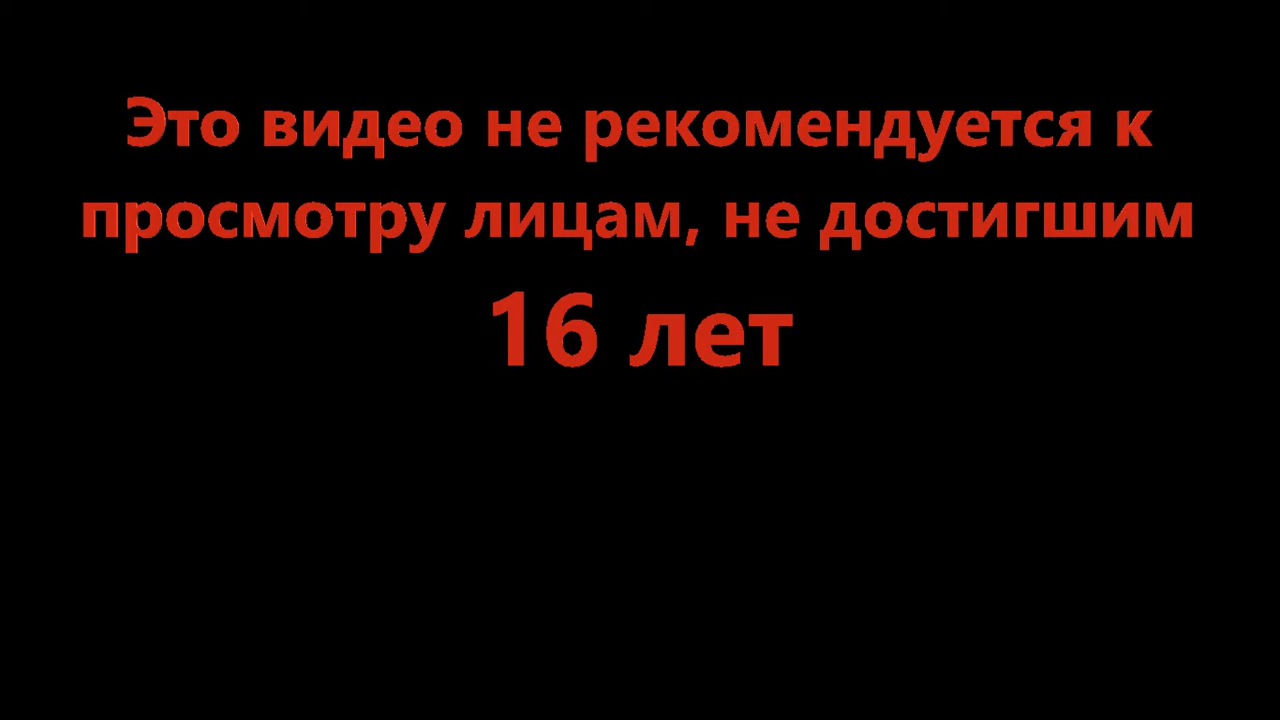 Это видео не рекомендуется к
просмотру лицам, не достигшим
16 лет